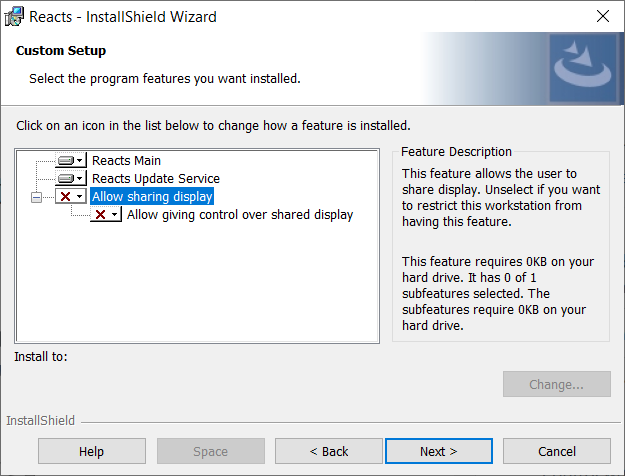 Reacts - InstallShield Wizard
Custom Setup
Select the program features you want installed.
Click on an icon in the list below to change how a feature is installed.
Reacts Main
Reacts Update Service
Allow sharing display
Allow giving control over shared display
Feature Description
This feature allows the user to
share display. Unselect if you want
to restrict this workstation from
having this feature.
This feature requires 0KB on your
hard drive. It has 0 of 1
subfeatures selected. The
subfeatures require 0KB on your
hard drive.
Install to:
Change...
InstallShield
Help
Space
< Back
Next >
Cancel